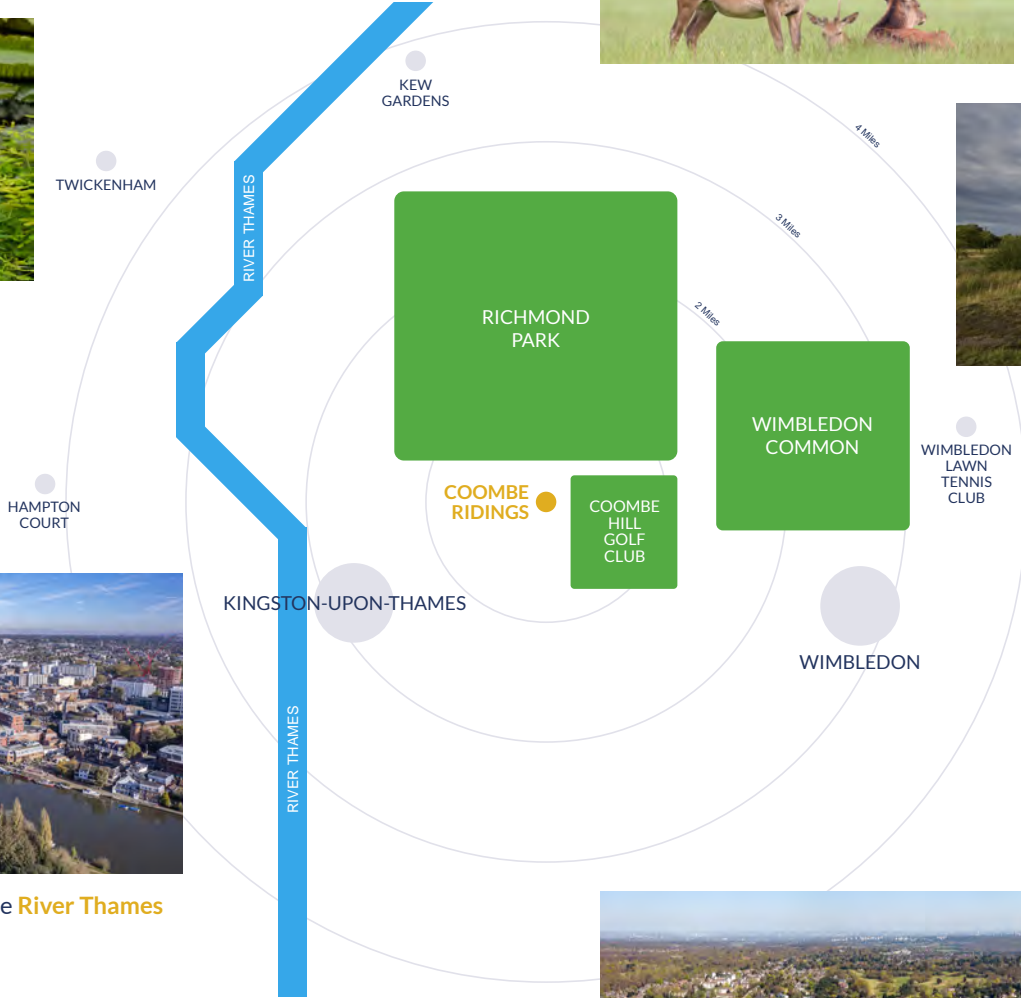 KEW
GARDENS
4 Miles
TWICKENHAM
RIVER THAMES
3 Miles
2 Miles
RICHMOND
PARK
WIMBLEDON
COMMON
WIMBLEDON
LAWN
TENNIS
CLUB
HAMPTON
COURT
COOMBE
RIDINGS
COOMBE
HILL
GOLF
CLUB
KINGSTON-UPON-THAMES
WIMBLEDON
RIVER THAMES
e River Thames